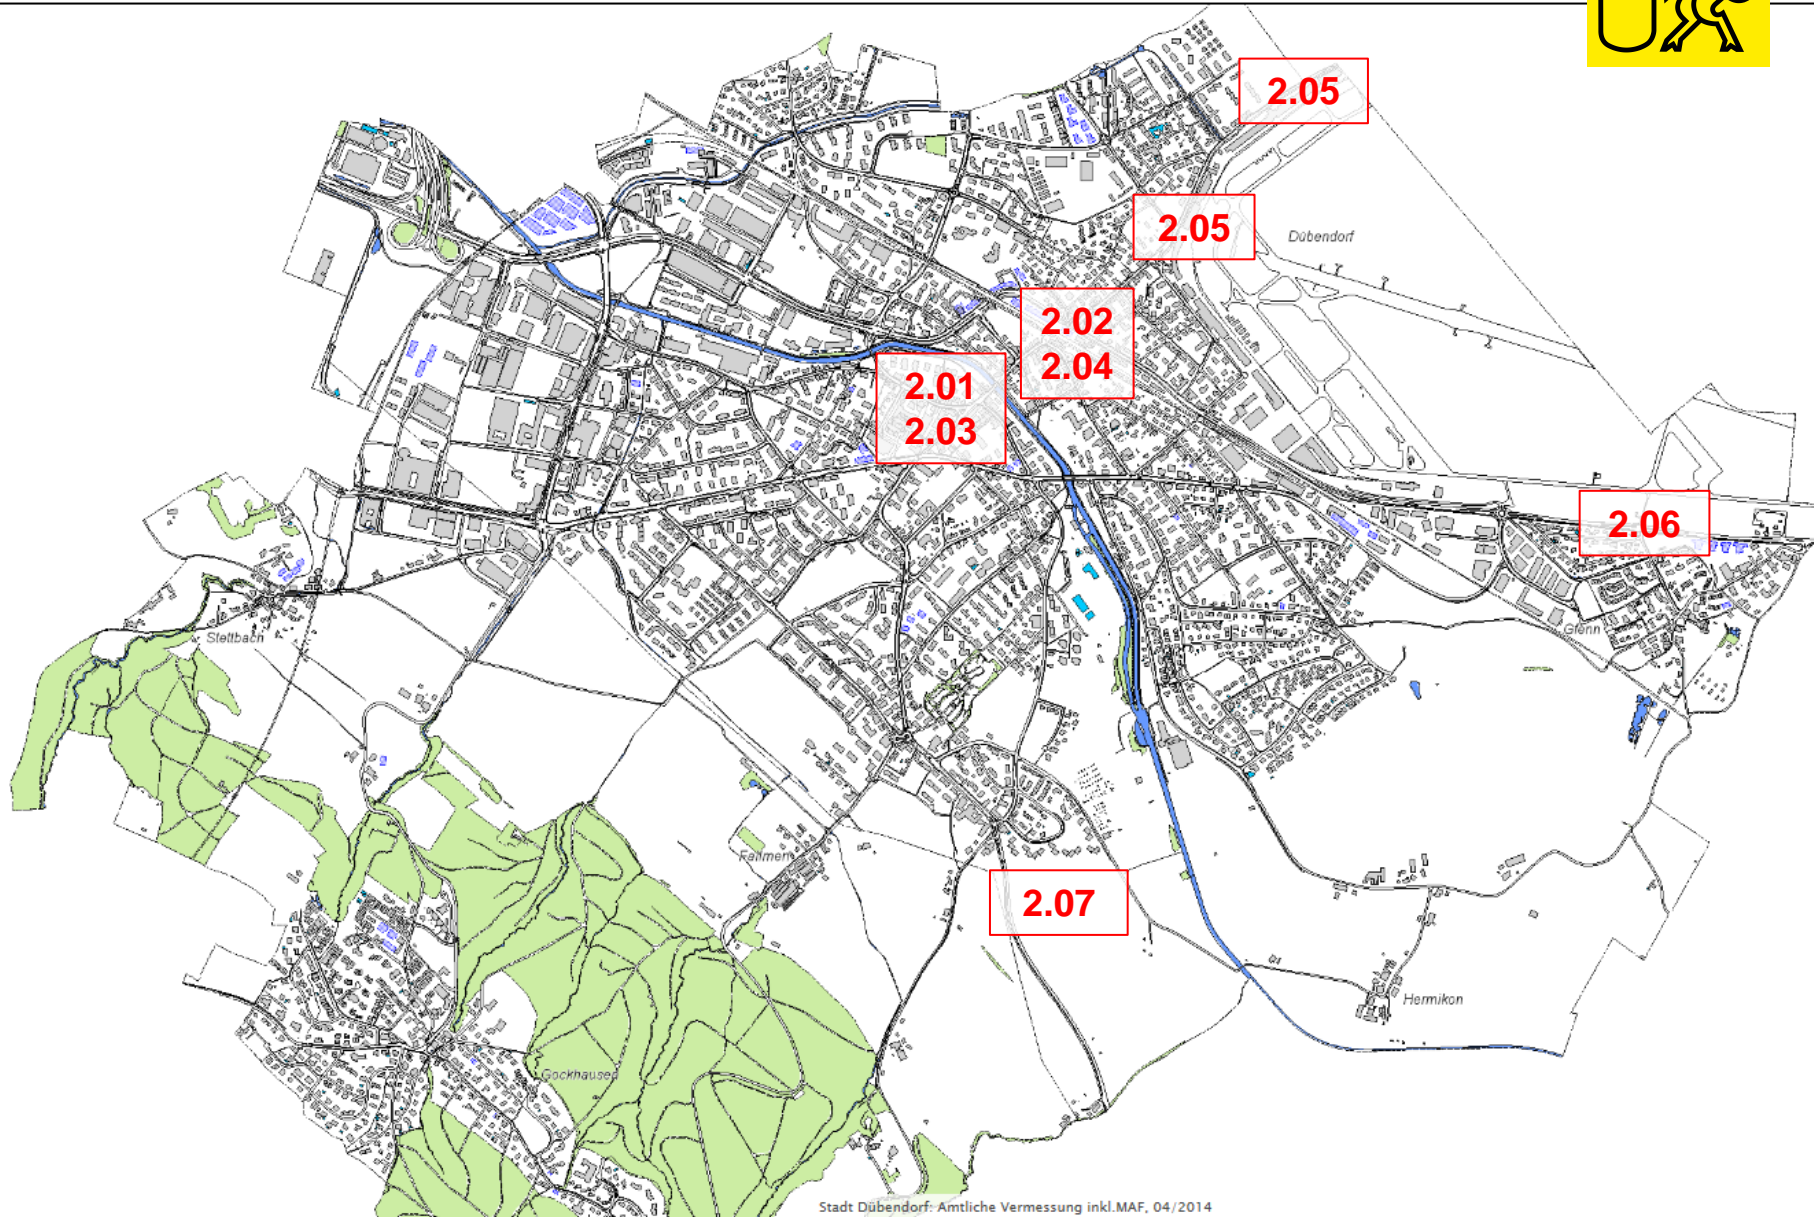 2.05
2.05
Dübendorf
2.02
2.04
2.01
2.03
2.06
Glenn
Stettbach
Fallmen
2.07
Hermikon
Gockhausen
Stadt Dübendorf: Amtliche Vermessung inkl.MAF, 04/2014